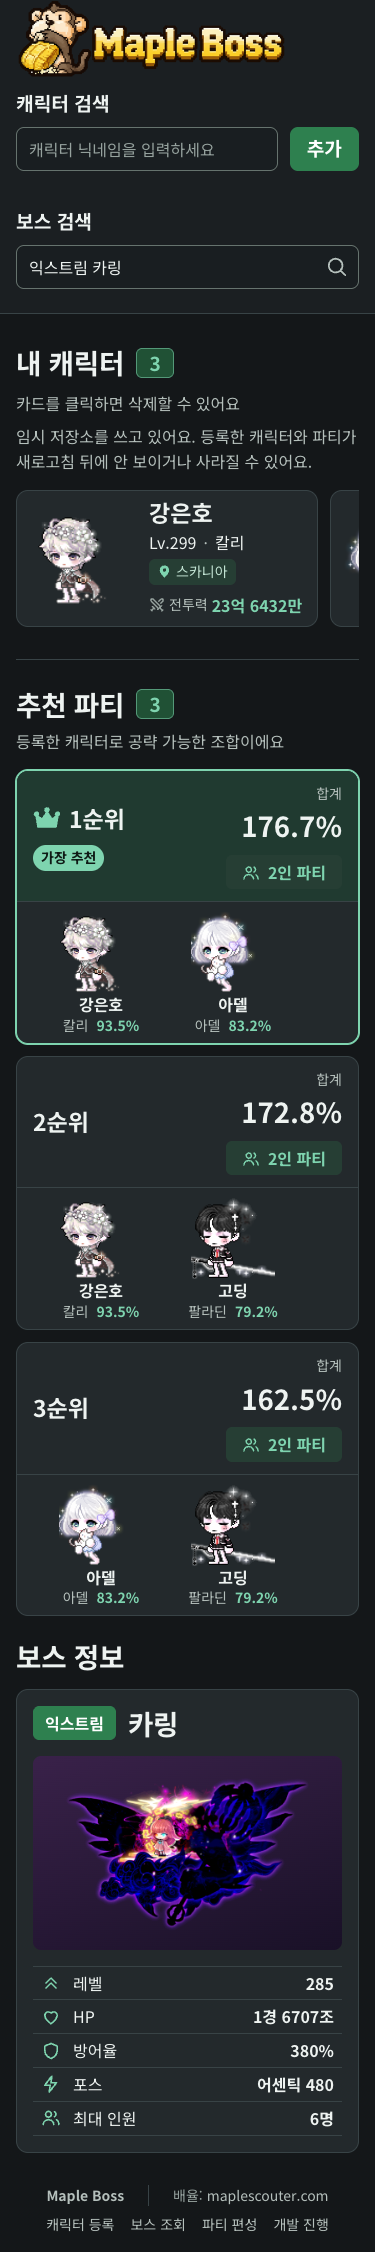 Maple Boss
캐릭터 검색
캐릭터 닉네임을 입력하세요
추가
보스 검색
익스트림 카링
내 캐릭터 3
카드를 클릭하면 삭제할 수 있어요
임시 저장소를 쓰고 있어요. 등록한 캐릭터와 파티가
새로고침 뒤에 안 보이거나 사라질 수 있어요.
강은호
Lv.299 · 칼리
스카니아
전투력 23억 6432만
추천 파티 3
등록한 캐릭터로 공략 가능한 조합이에요
1순위
가장 추천
합계
176.7%
2인 파티
강은호
칼리 93.5%
아델
아델 83.2%
2순위
합계
172.8%
2인 파티
강은호
칼리 93.5%
고딩
팔라딘 79.2%
3순위
합계
162.5%
2인 파티
아델
아델 83.2%
고딩
팔라딘 79.2%
보스 정보
익스트림 카링
레벨 285
HP 1경 6707조
방어율 380%
포스 어센틱 480
최대 인원 6명
Maple Boss 배율: maplescouter.com
캐릭터 등록 보스 조회 파티 편성 개발 진행